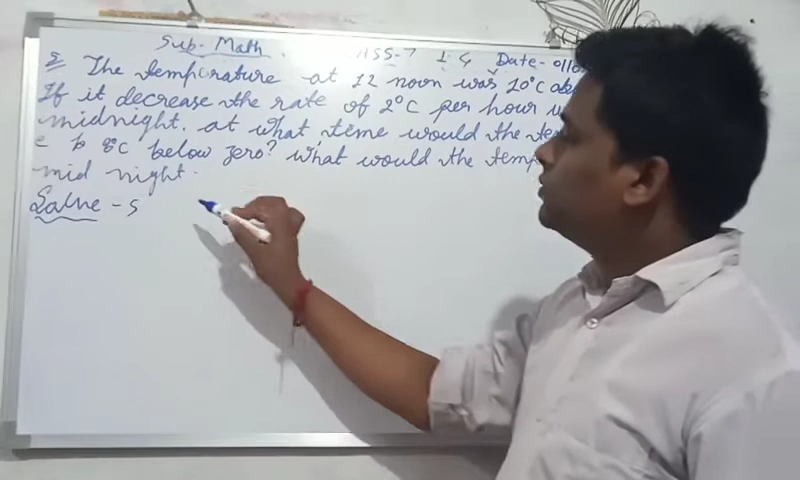 Sub- Math. ASS-7 1.4 Date-01
Q The temperature at 12 noon was 10°C ab
If it decrease the rate of 2°C per hour u
midnight. at what time would the te
e b 8°C below zero? what would the temp
mid night.
Solve - S